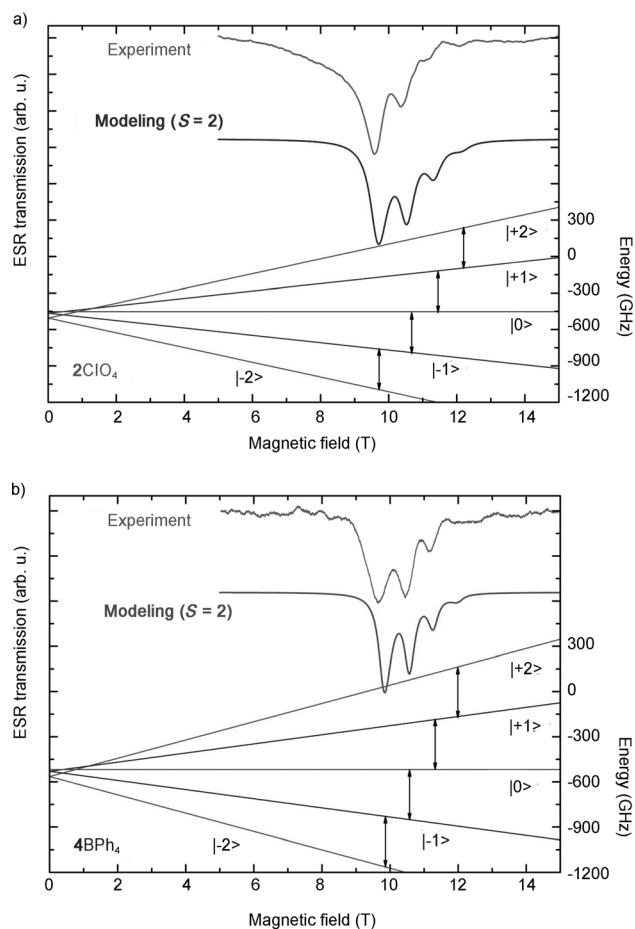 a)
Experiment
Modeling (S = 2)
ESR transmission (arb. u.)
300
0
-300
-600
-900
-1200
Energy (GHz)
|+2>
|+1>
|0>
|-1>
|-2>
2ClO4
0 2 4 6 8 10 12 14
Magnetic field (T)
b)
Experiment
Modeling (S = 2)
ESR transmission (arb. u.)
300
0
-300
-600
-900
-1200
Energy (GHz)
|+2>
|+1>
|0>
|-1>
|-2>
4BPh4
0 2 4 6 8 10 12 14
Magnetic field (T)